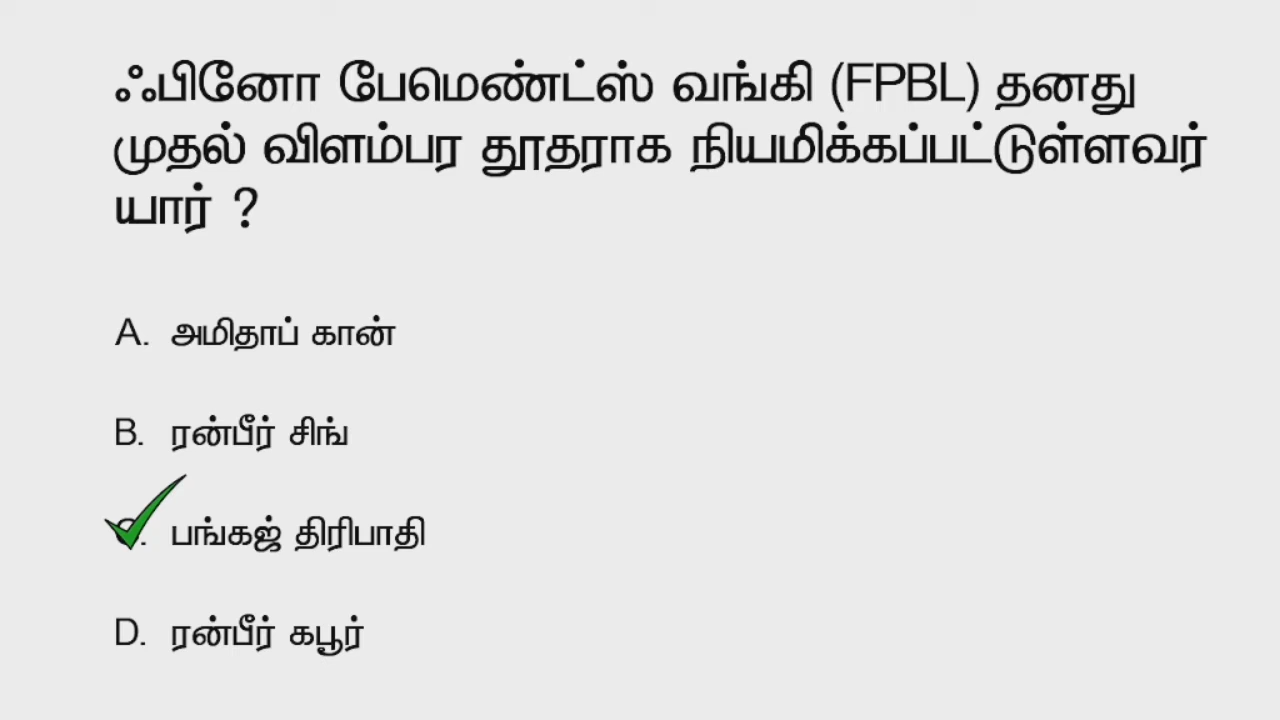 ஃபினோ பேமெண்ட்ஸ் வங்கி (FPBL) தனது
முதல் விளம்பர தூதராக நியமிக்கப்பட்டுள்ளவர்
யார் ?
A. அமிதாப் கான்
B. ரன்பீர் சிங்
C. பங்கஜ் திரிபாதி
D. ரன்பீர் கபூர்